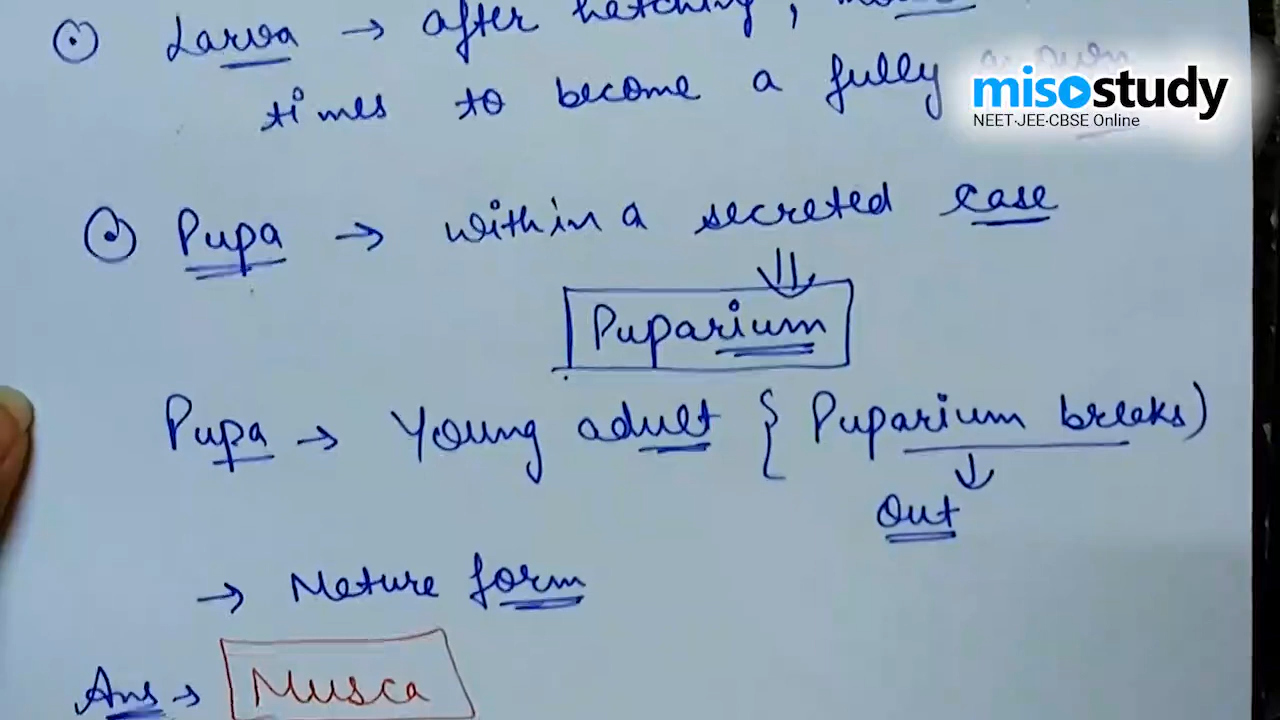 Larva → after hatching,
times to become a fully
misostudy
NEET-JEE-CBSE Online
Pupa → within a secreted case
Puparium
Pupa → Young adult { Puparium breaks)
Out
→ Mature form
Ans → Musca